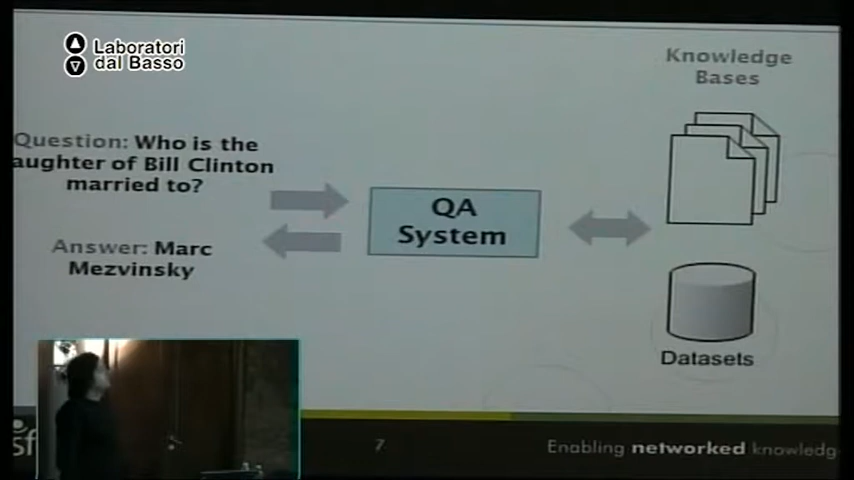 Laboratori
dal Basso
Knowledge
Bases
Question: Who is the
aughter of Bill Clinton
married to?
Answer: Marc
Mezvinsky
QA
System
Datasets
sf
7
Enabling networked knowledg